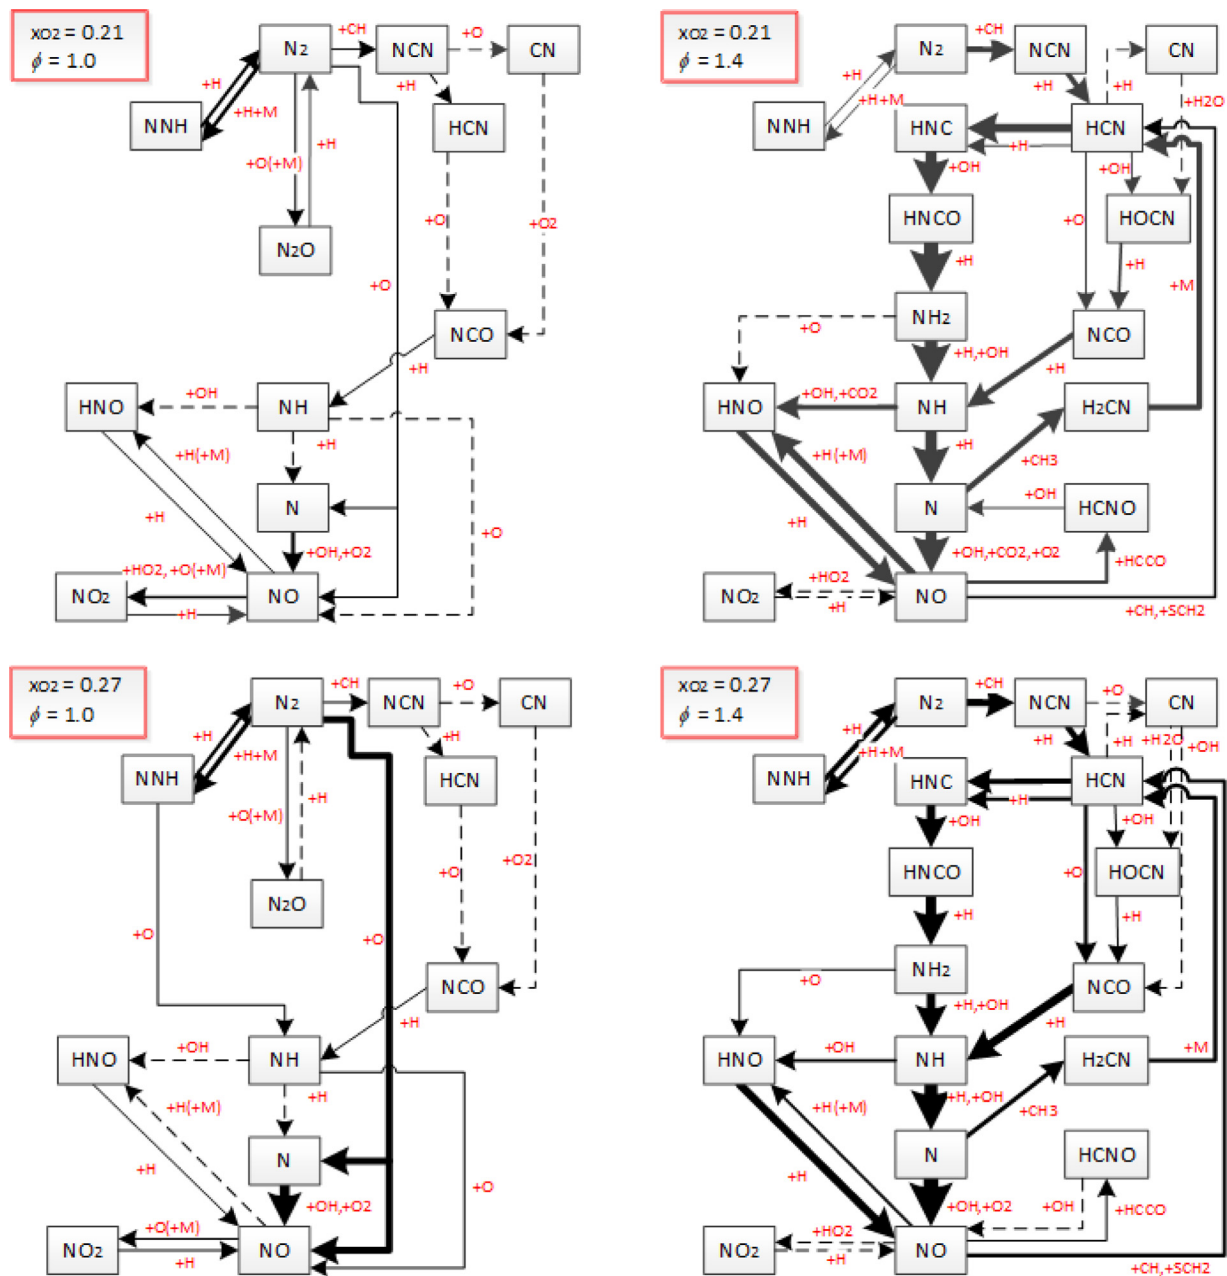 xO2 = 0.21
ϕ = 1.0
N2
+CH
NCN
+O
CN
+H
+H
+H+M
NNH
HCN
+H
+O(+M)
+O
+O2
N2O
+O
NCO
+H
HNO
+OH
NH
+H
+H(+M)
N
+H
+O
+OH,+O2
+HO2, +O(+M)
NO2
NO
+H
xO2 = 0.21
ϕ = 1.4
N2
+CH
NCN
CN
+H
+H
+H
+H+M
+H2O
NNH
HNC
HCN
+H
+OH
+OH
HNCO
HOCN
+O
+H
+H
+M
NH2
+O
NCO
+H,+OH
+H
HNO
+OH,+CO2
NH
H2CN
+H
+H(+M)
+CH3
N
+OH
HCNO
+H
+OH,+CO2,+O2
+HCCO
+HO2
NO2
NO
+H
+CH,+SCH2
xO2 = 0.27
ϕ = 1.0
N2
+CH
NCN
+O
CN
+H
+H
+H+M
NNH
HCN
+H
+O(+M)
+O
+O2
N2O
+O
+O
NCO
+H
HNO
+OH
NH
+H
+H(+M)
N
+H
+O
+OH,+O2
+O(+M)
NO2
NO
+H
xO2 = 0.27
ϕ = 1.4
N2
+CH
NCN
+O
CN
+H
+H
+H
+H2O
+OH
+H+M
NNH
HNC
HCN
+H
+OH
+OH
HNCO
HOCN
+O
+H
+H
NH2
+O
NCO
+H,+OH
+H
+OH
+M
HNO
NH
H2CN
+H,+OH
+H(+M)
+CH3
N
HCNO
+H
+OH,+O2
+OH
+HCCO
+HO2
NO2
NO
+H
+CH,+SCH2